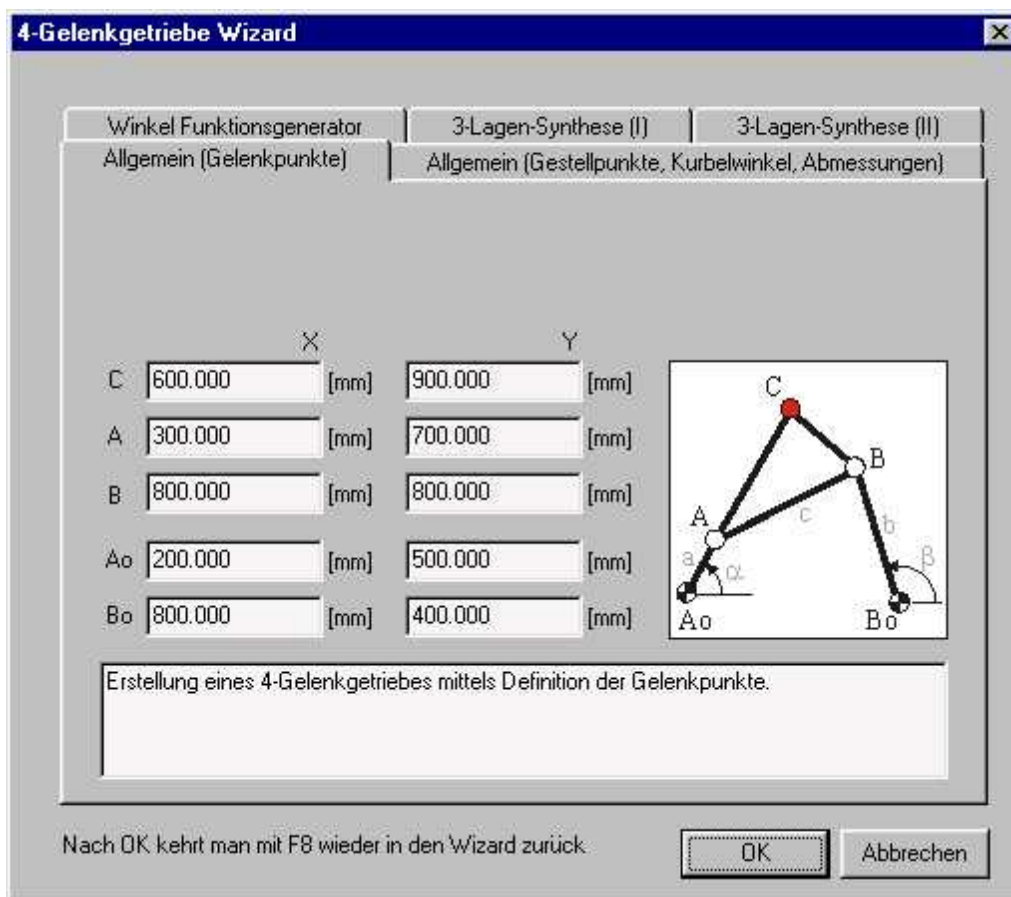 4-Gelenkgetriebe Wizard
Winkel Funktionsgenerator 3-Lagen-Synthese (I) 3-Lagen-Synthese (II)
Allgemein (Gelenkpunkte) Allgemein (Gestellpunkte, Kurbelwinkel, Abmessungen)
X Y
C 600.000 [mm] 900.000 [mm]
A 300.000 [mm] 700.000 [mm]
B 800.000 [mm] 800.000 [mm]
Ao 200.000 [mm] 500.000 [mm]
Bo 800.000 [mm] 400.000 [mm]
C
B
A
c
b
a
α
β
Ao
Bo
Erstellung eines 4-Gelenkgetriebes mittels Definition der Gelenkpunkte.
Nach OK kehrt man mit F8 wieder in den Wizard zurück
OK Abbrechen